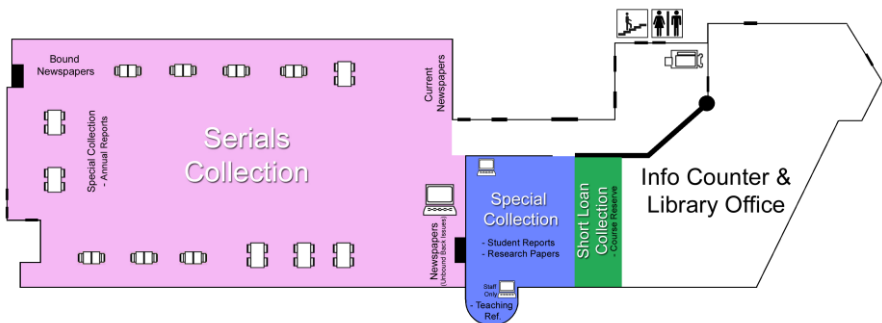 Bound
Newspapers
Current
Newspapers
Special Collection
- Annual Reports
Serials
Collection
Newspapers
(Unbound Back Issues)
Special
Collection
- Student Reports
- Research Papers
Staff
Only
- Teaching
Ref.
Short Loan
Collection
- Course Reserve
Info Counter &
Library Office